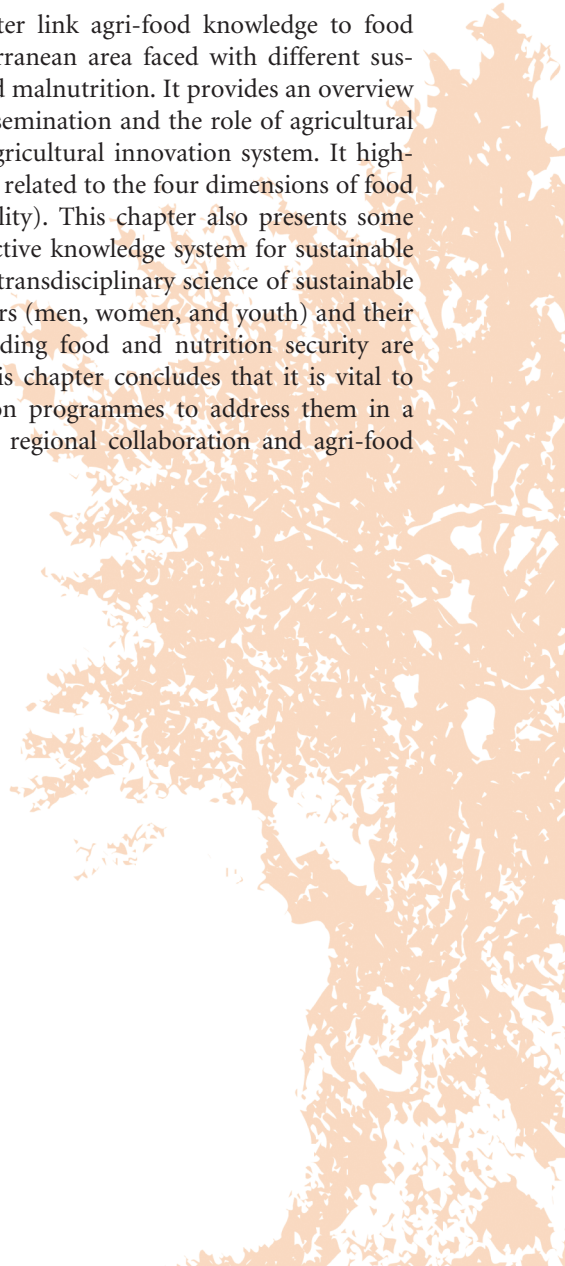 ter link agri-food knowledge to food
rranean area faced with different sus-
d malnutrition. It provides an overview
semination and the role of agricultural
gricultural innovation system. It high-
related to the four dimensions of food
lity). This chapter also presents some
ctive knowledge system for sustainable
transdisciplinary science of sustainable
rs (men, women, and youth) and their
ding food and nutrition security are
is chapter concludes that it is vital to
on programmes to address them in a
regional collaboration and agri-food